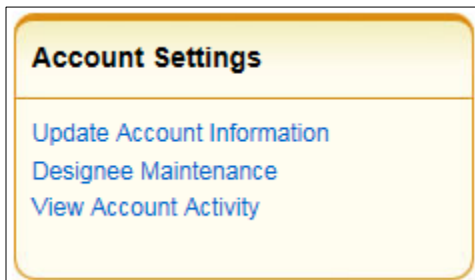 Account Settings
Update Account Information
Designee Maintenance
View Account Activity